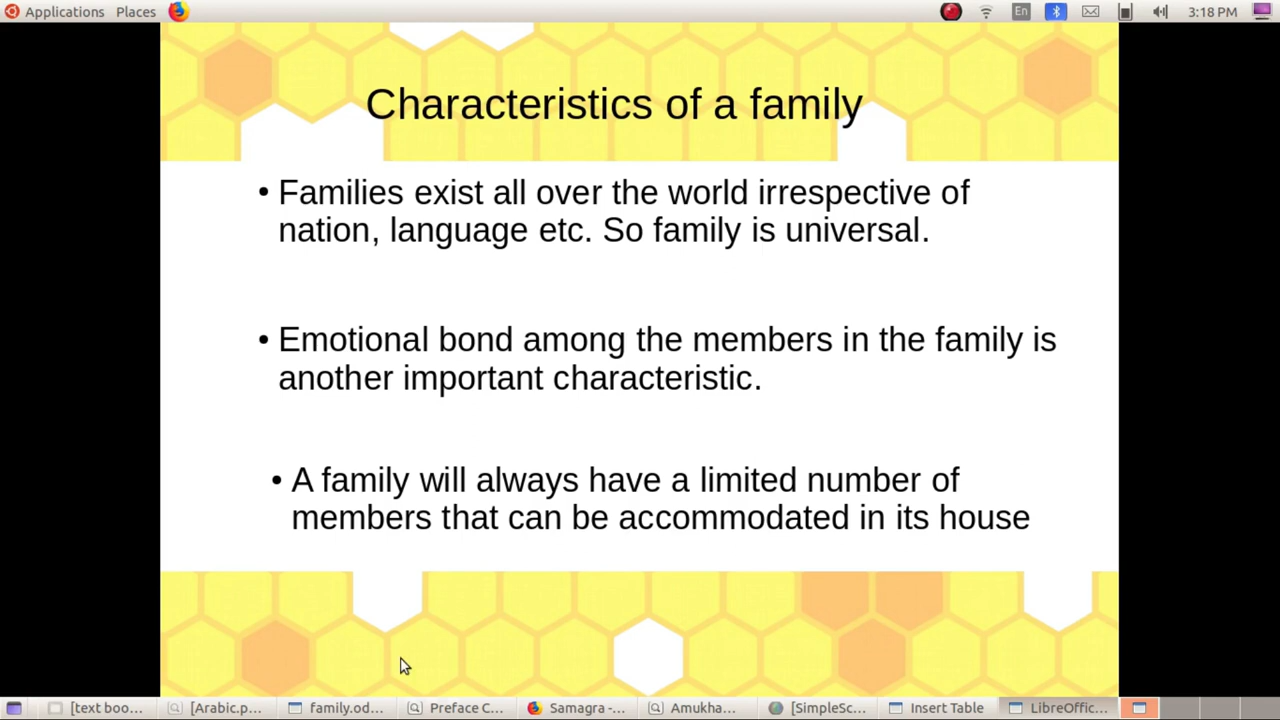 Applications Places En 3:18 PM
Characteristics of a family
• Families exist all over the world irrespective of
nation, language etc. So family is universal.
• Emotional bond among the members in the family is
another important characteristic.
• A family will always have a limited number of
members that can be accommodated in its house
[text boo... [Arabic.p... family.od... Preface C... Samagra -... Amukha... [SimpleSc... Insert Table LibreOffic...